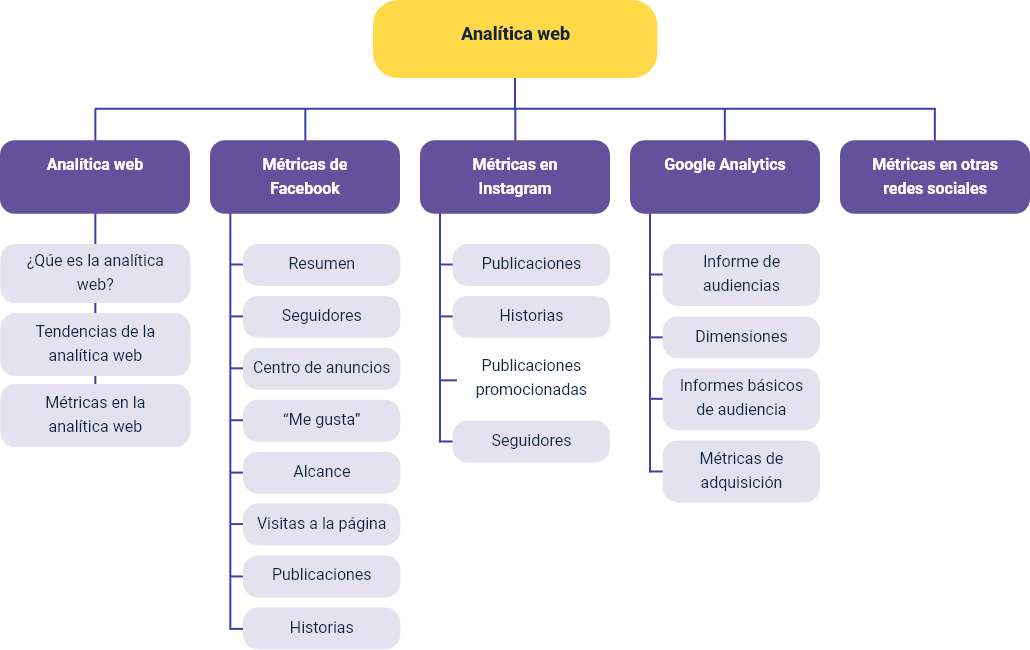 Analítica web
Analítica web
¿Qúe es la analítica
web?
Tendencias de la
analítica web
Métricas en la
analítica web
Métricas de
Facebook
Resumen
Seguidores
Centro de anuncios
“Me gusta”
Alcance
Visitas a la página
Publicaciones
Historias
Métricas en
Instagram
Publicaciones
Historias
Publicaciones
promocionadas
Seguidores
Google Analytics
Informe de
audiencias
Dimensiones
Informes básicos
de audiencia
Métricas de
adquisición
Métricas en otras
redes sociales